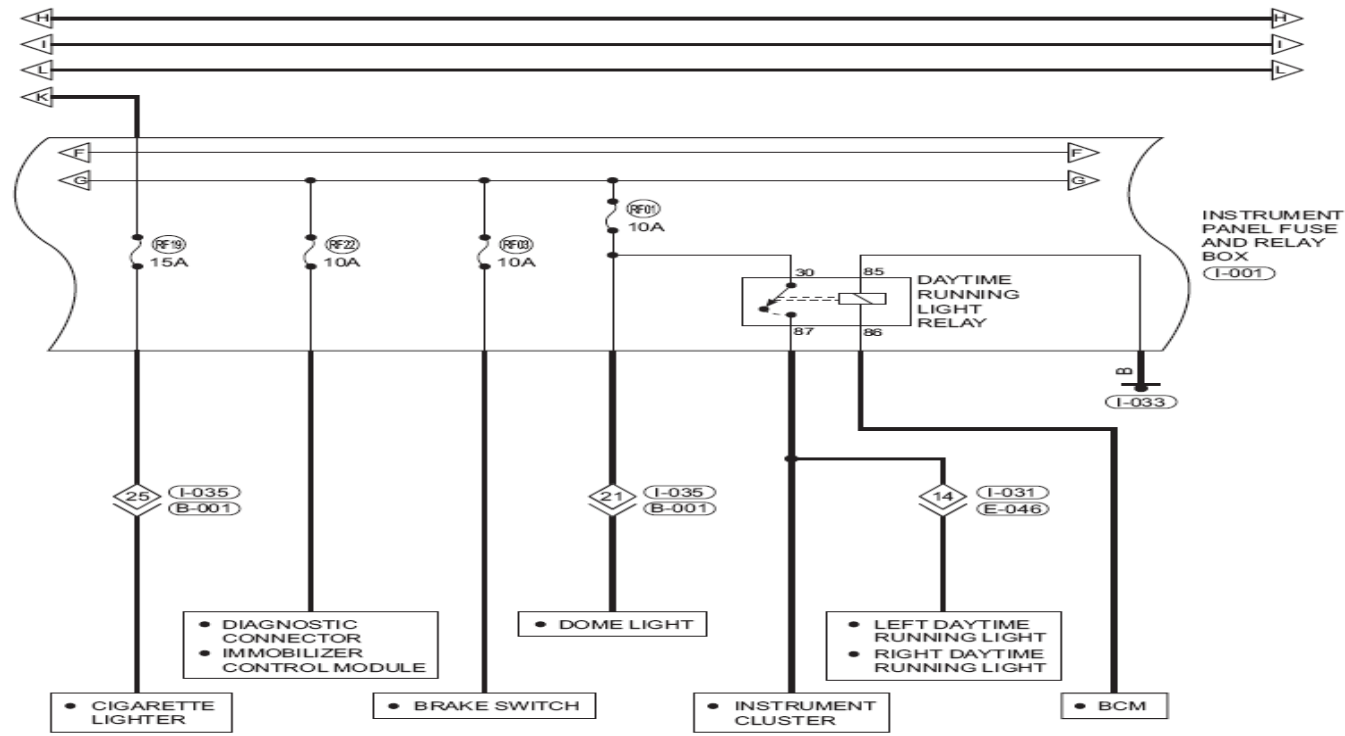 H H
I I
L L
K
F F
G G
RF19
15A
RF22
10A
RF03
10A
RF01
10A
30 85
87 86
DAYTIME
RUNNING
LIGHT
RELAY
INSTRUMENT
PANEL FUSE
AND RELAY
BOX
I-001
B
I-033
25 I-035
B-001
21 I-035
B-001
14 I-031
E-046
• DIAGNOSTIC
CONNECTOR
• IMMOBILIZER
CONTROL MODULE
• DOME LIGHT
• LEFT DAYTIME
RUNNING LIGHT
• RIGHT DAYTIME
RUNNING LIGHT
• CIGARETTE
LIGHTER
• BRAKE SWITCH
• INSTRUMENT
CLUSTER
• BCM